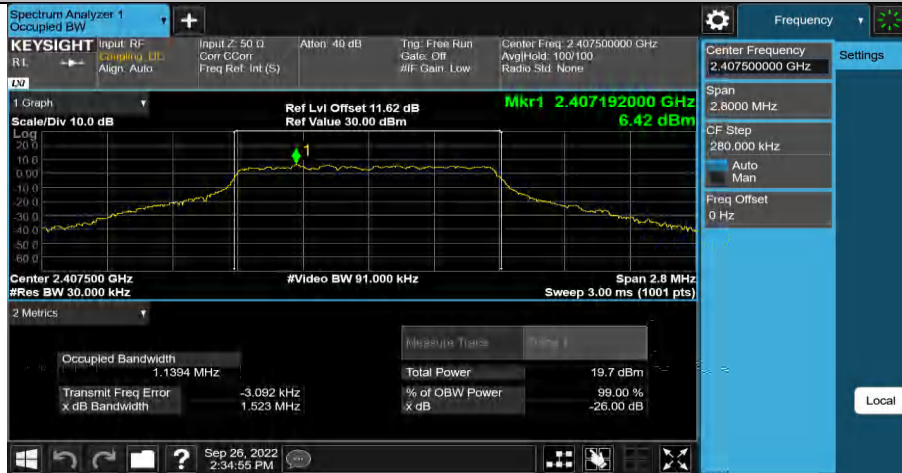 Spectrum Analyzer 1
Occupied BW
KEYSIGHT
RL
LXI
Input: RF
Coupling: DC
Align: Auto
Input Z: 50 Ω
Corr CCorr
Freq Ref: Int (S)
Atten: 40 dB
Trig: Free Run
Gate: Off
#IF Gain: Low
Center Freq: 2.407500000 GHz
Avg|Hold: 100/100
Radio Std: None
1 Graph
Scale/Div 10.0 dB
Ref Lvl Offset 11.62 dB
Ref Value 30.00 dBm
Mkr1 2.407192000 GHz
6.42 dBm
Log
20.0
10.0
0.00
-10.0
-20.0
-30.0
-40.0
-50.0
-60.0
1
Center 2.407500 GHz
#Res BW 30.000 kHz
#Video BW 91.000 kHz
Span 2.8 MHz
Sweep 3.00 ms (1001 pts)
2 Metrics
Measure Trace
Trace 1
Occupied Bandwidth
1.1394 MHz
Transmit Freq Error
-3.092 kHz
x dB Bandwidth
1.523 MHz
Total Power
19.7 dBm
% of OBW Power
99.00 %
x dB
-26.00 dB
Sep 26, 2022
2:34:55 PM
Frequency
Settings
Center Frequency
2.407500000 GHz
Span
2.8000 MHz
CF Step
280.000 kHz
Auto
Man
Freq Offset
0 Hz
Local